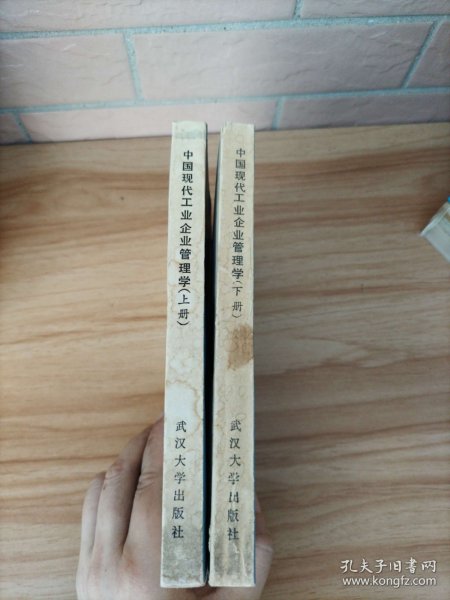 中国现代工业企业管理学（上册）
武汉大学出版社
中国现代工业企业管理学（下册）
武汉大学出版社
孔夫子旧书网
www.kongfz.com